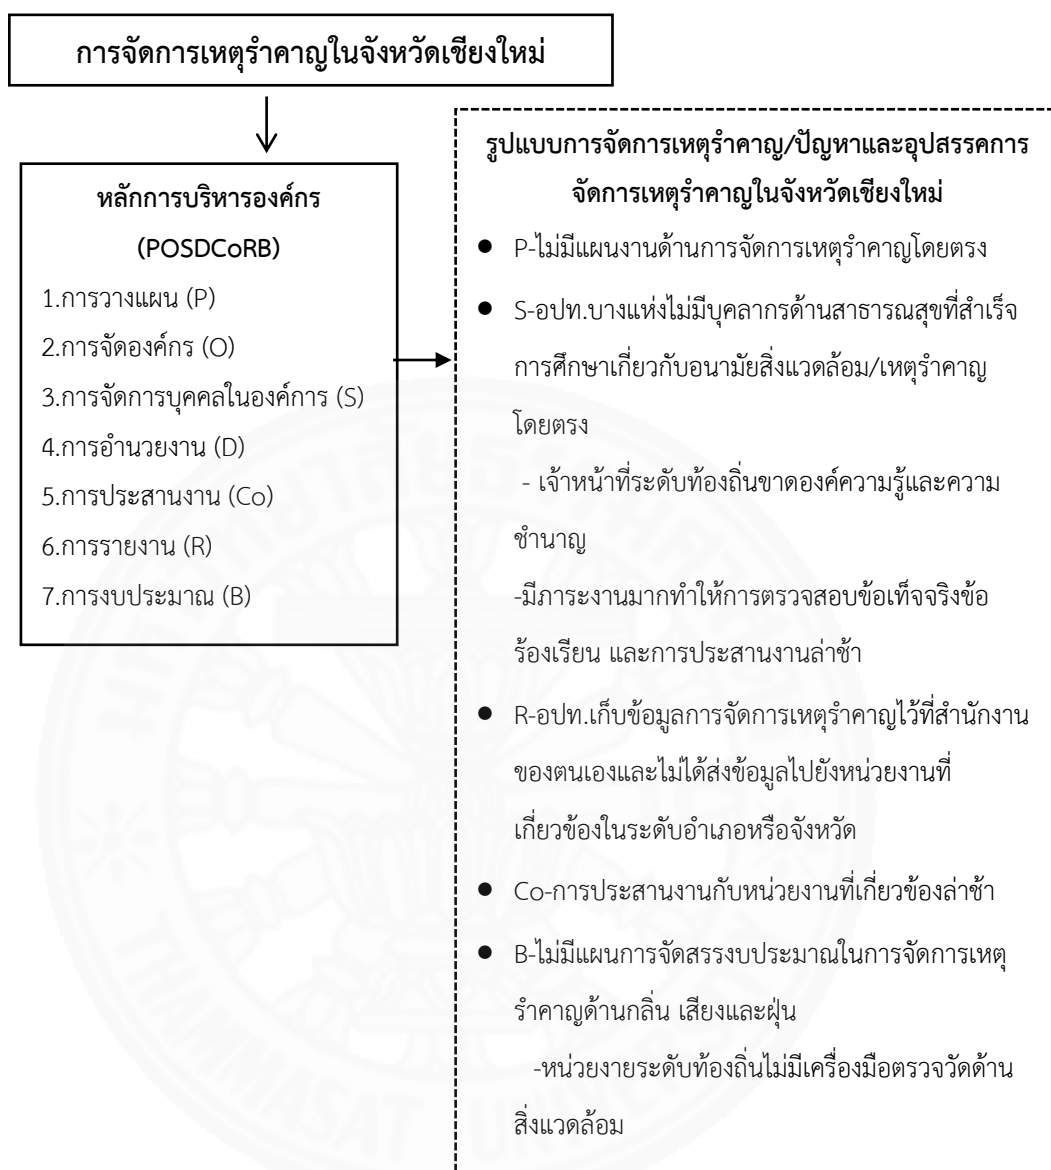 การจัดการเหตุรำคาญในจังหวัดเชียงใหม่
หลักการบริหารองค์กร
(POSDCoRB)
1.การวางแผน (P)
2.การจัดองค์กร (O)
3.การจัดการบุคคลในองค์การ (S)
4.การอำนวยงาน (D)
5.การประสานงาน (Co)
6.การรายงาน (R)
7.การงบประมาณ (B)
รูปแบบการจัดการเหตุรำคาญ/ปัญหาและอุปสรรคการ
จัดการเหตุรำคาญในจังหวัดเชียงใหม่
● P-ไม่มีแผนงานด้านการจัดการเหตุรำคาญโดยตรง
● S-อปท.บางแห่งไม่มีบุคลากรด้านสาธารณสุขที่สำเร็จ
การศึกษาเกี่ยวกับอนามัยสิ่งแวดล้อม/เหตุรำคาญ
โดยตรง
- เจ้าหน้าที่ระดับท้องถิ่นขาดองค์ความรู้และความ
ชำนาญ
-มีภาระงานมากทำให้การตรวจสอบข้อเท็จจริงข้อ
ร้องเรียน และการประสานงานล่าช้า
● R-อปท.เก็บข้อมูลการจัดการเหตุรำคาญไว้ที่สำนักงาน
ของตนเองและไม่ได้ส่งข้อมูลไปยังหน่วยงานที่
เกี่ยวข้องในระดับอำเภอหรือจังหวัด
● Co-การประสานงานกับหน่วยงานที่เกี่ยวข้องล่าช้า
● B-ไม่มีแผนการจัดสรรงบประมาณในการจัดการเหตุ
รำคาญด้านกลิ่น เสียงและฝุ่น
-หน่วยงายระดับท้องถิ่นไม่มีเครื่องมือตรวจวัดด้าน
สิ่งแวดล้อม
THAMMASAT UNIVERSITY